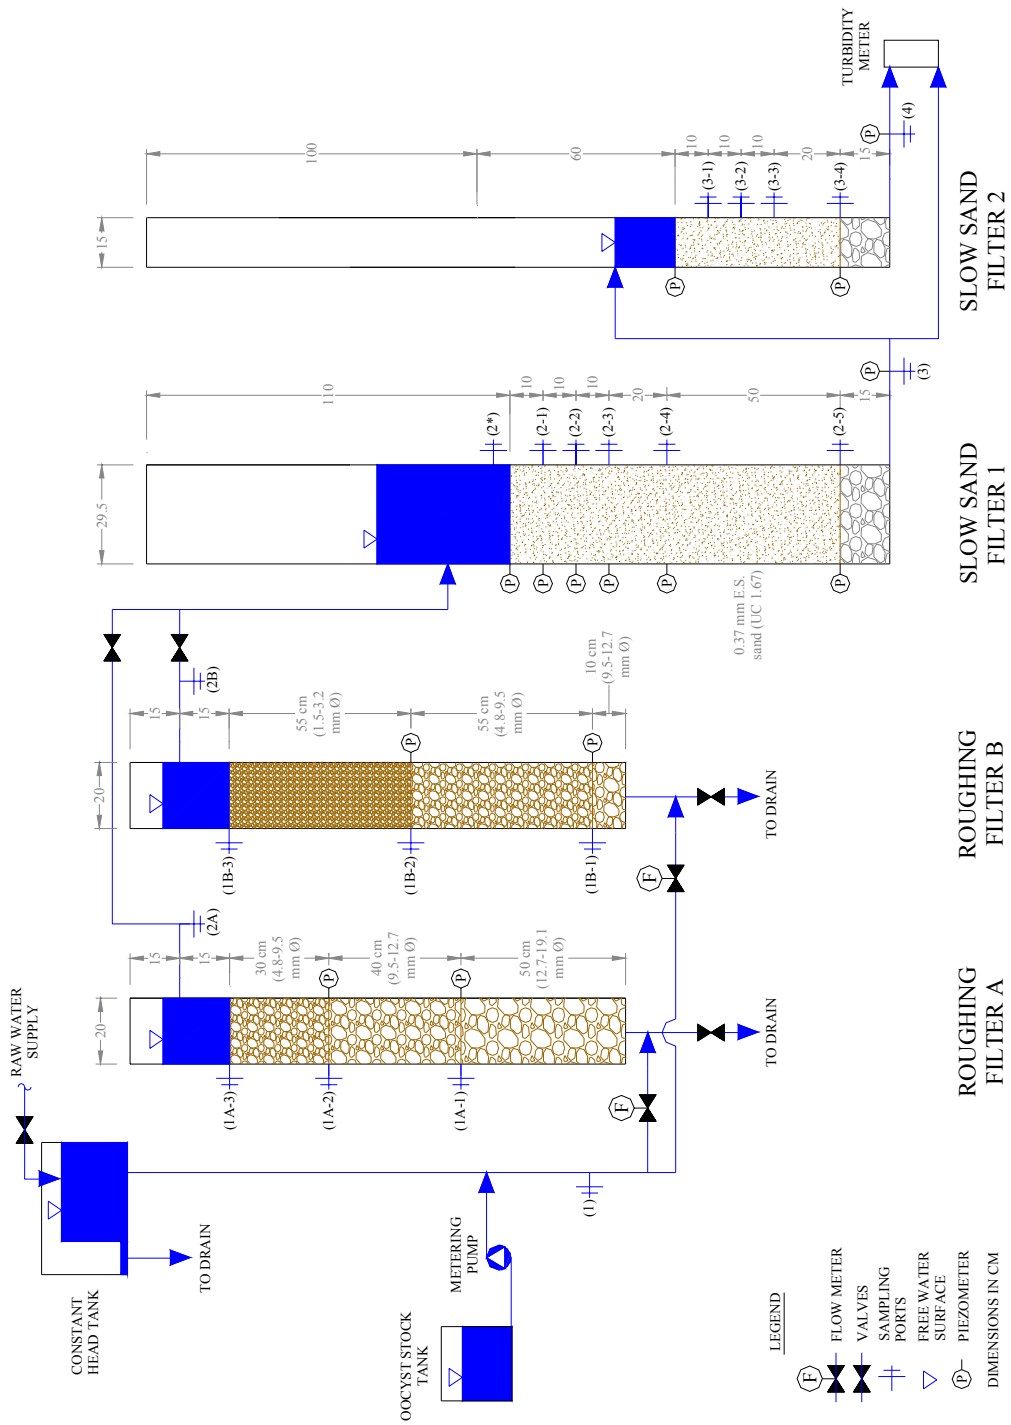 RAW WATER
SUPPLY
CONSTANT
HEAD TANK
TO DRAIN
OOCYST STOCK
TANK
METERING
PUMP
(1)
F
F
20
15
15
30 cm
(4.8-9.5
mm Ø)
40 cm
(9.5-12.7
mm Ø)
50 cm
(12.7-19.1
mm Ø)
P
P
(1A-3)
(1A-2)
(1A-1)
(2A)
TO DRAIN
ROUGHING
FILTER A
20
15
15
55 cm
(1.5-3.2
mm Ø)
55 cm
(4.8-9.5
mm Ø)
10 cm
(9.5-12.7
mm Ø)
P
P
(1B-3)
(1B-2)
(1B-1)
(2B)
TO DRAIN
ROUGHING
FILTER B
29.5
110
10
10
10
20
50
15
(2*)
(2-1)
(2-2)
(2-3)
(2-4)
(2-5)
P
P
P
P
P
P
0.37 mm E.S.
sand (UC 1.67)
P
(3)
SLOW SAND
FILTER 1
15
100
60
10
10
10
20
15
(3-1)
(3-2)
(3-3)
(3-4)
P
P
P
(4)
TURBIDITY
METER
SLOW SAND
FILTER 2
LEGEND
F
FLOW METER
VALVES
SAMPLING
PORTS
FREE WATER
SURFACE
P
PIEZOMETER
DIMENSIONS IN CM